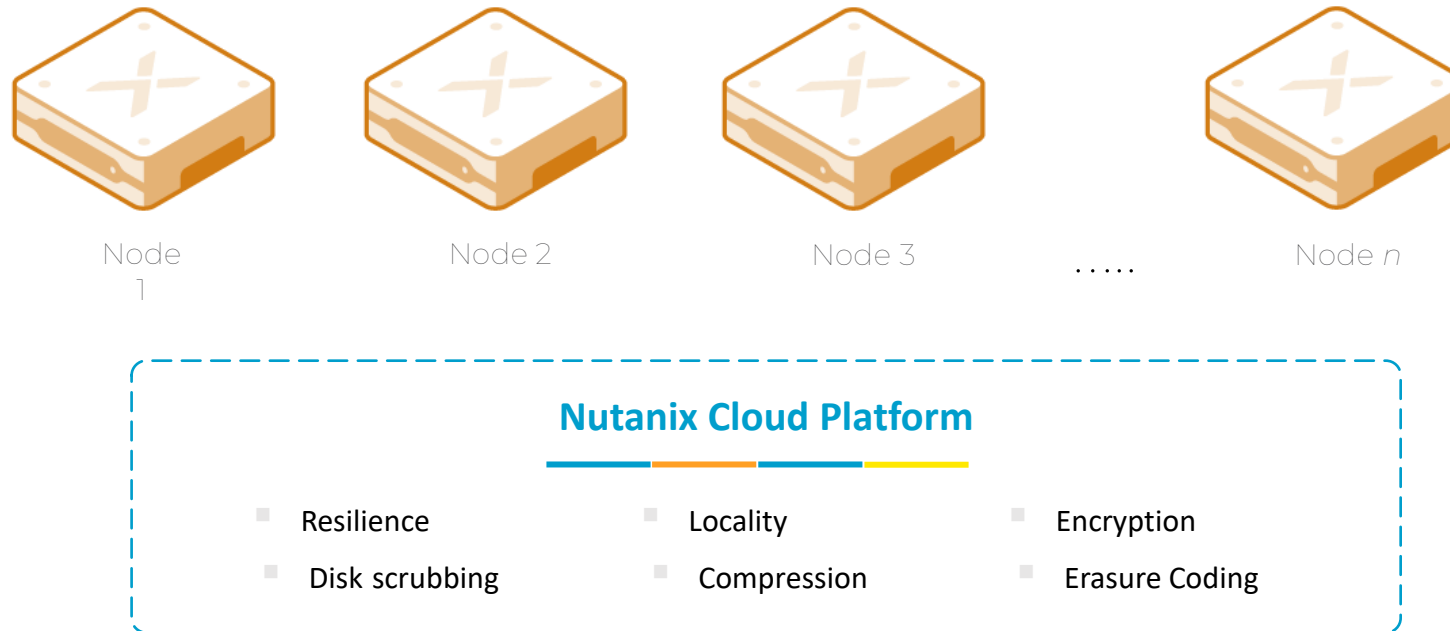 Node
1
Node 2
Node 3
.....
Node n
Nutanix Cloud Platform
Resilience
Locality
Encryption
Disk scrubbing
Compression
Erasure Coding